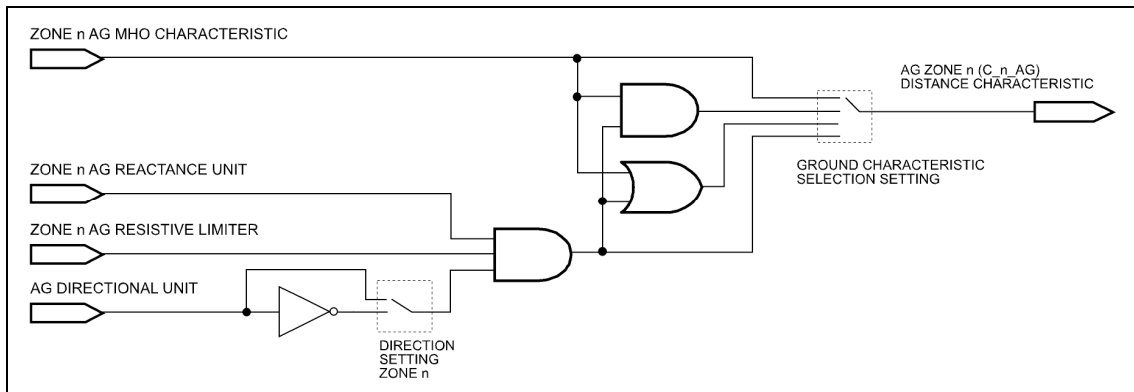 ZONE n AG MHO CHARACTERISTIC
AG ZONE n (C_n_AG)
DISTANCE CHARACTERISTIC
ZONE n AG REACTANCE UNIT
GROUND CHARACTERISTIC
SELECTION SETTING
ZONE n AG RESISTIVE LIMITER
AG DIRECTIONAL UNIT
DIRECTION
SETTING
ZONE n